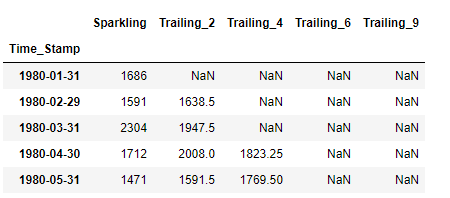 Sparkling Trailing_2 Trailing_4 Trailing_6 Trailing_9
Time_Stamp
1980-01-31 1686 NaN NaN NaN NaN
1980-02-29 1591 1638.5 NaN NaN NaN
1980-03-31 2304 1947.5 NaN NaN NaN
1980-04-30 1712 2008.0 1823.25 NaN NaN
1980-05-31 1471 1591.5 1769.50 NaN NaN